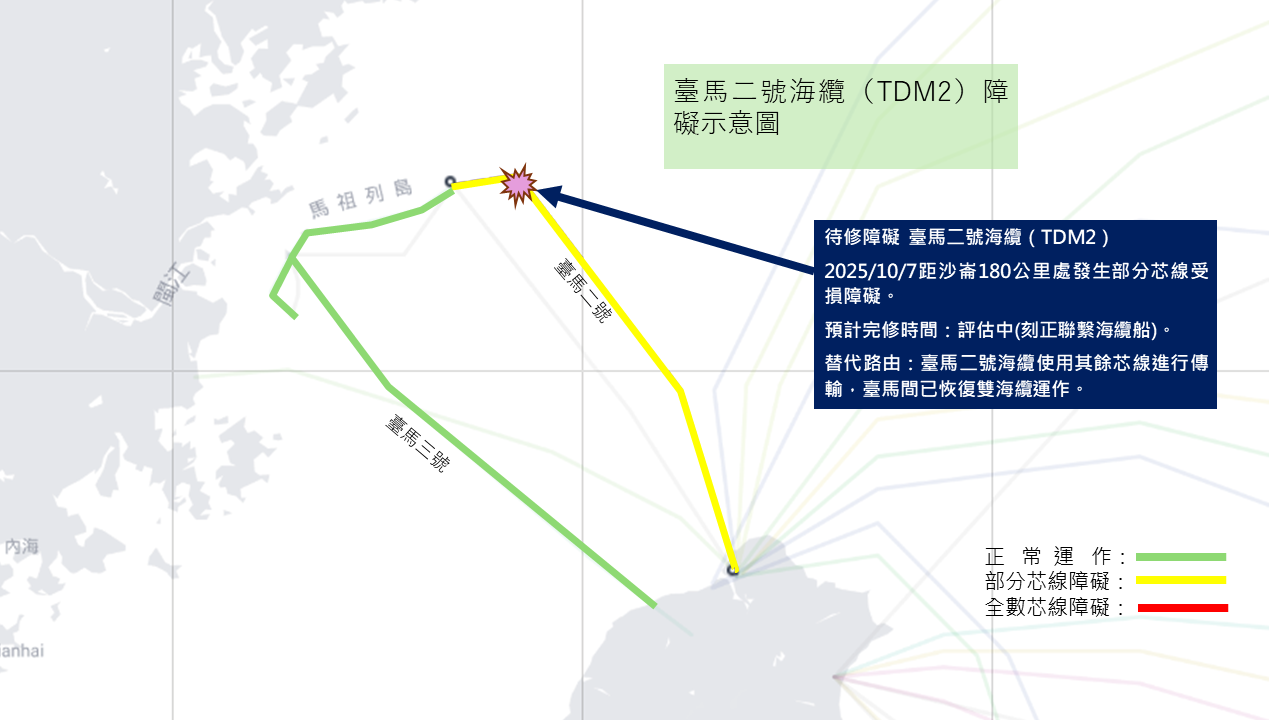 臺馬二號海纜（TDM2）障
礙示意圖
馬祖列島
閩江
臺馬二號
臺馬三號
待修障礙 臺馬二號海纜（TDM2）
2025/10/7距沙崙180公里處發生部分芯線受
損障礙。
預計完修時間：評估中(刻正聯繫海纜船)。
替代路由：臺馬二號海纜使用其餘芯線進行傳
輸，臺馬間已恢復雙海纜運作。
內海
ianhai
正常運作：
部分芯線障礙：
全數芯線障礙：